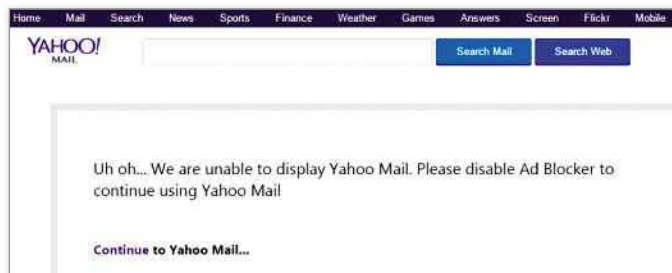 Home Mail Search News Sports Finance Weather Games Answers Screen Flickr Mobile
YAHOO!
MAIL
Search Mail Search Web
Uh oh... We are unable to display Yahoo Mail. Please disable Ad Blocker to
continue using Yahoo Mail
Continue to Yahoo Mail...